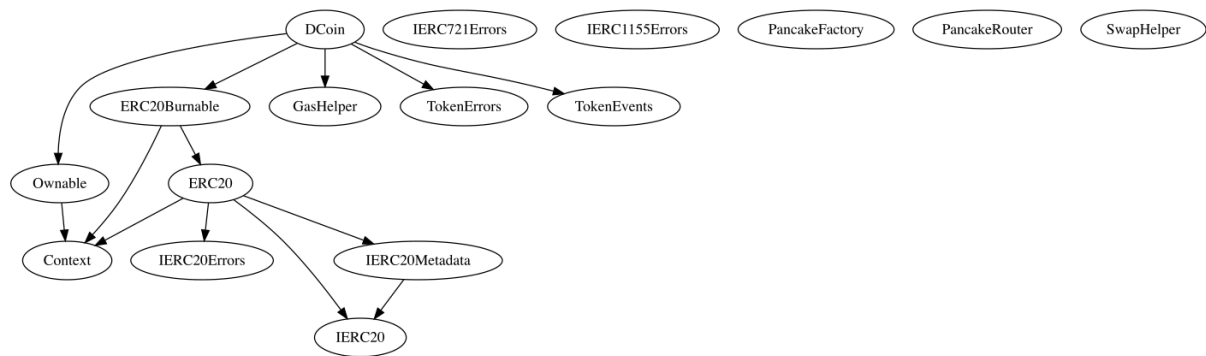 DCoin
IERC721Errors
IERC1155Errors
PancakeFactory
PancakeRouter
SwapHelper
ERC20Burnable
GasHelper
TokenErrors
TokenEvents
Ownable
ERC20
Context
IERC20Errors
IERC20Metadata
IERC20